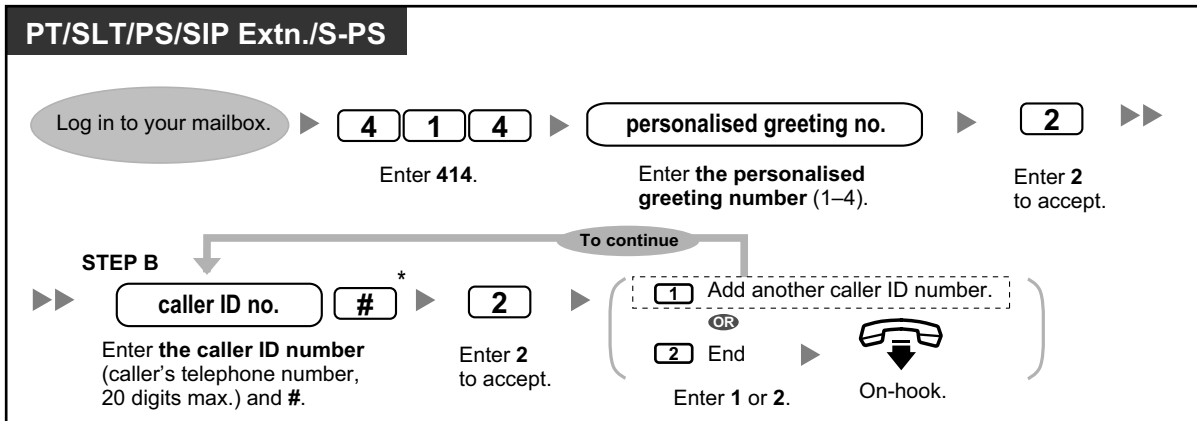 PT/SLT/PS/SIP Extn./S-PS
Log in to your mailbox.
4 1 4
personalised greeting no.
2
Enter 414.
Enter the personalised
greeting number (1–4).
Enter 2
to accept.
To continue
STEP B
caller ID no. # *
2
1 Add another caller ID number.
OR
2 End
Enter the caller ID number
(caller's telephone number,
20 digits max.) and #.
Enter 2
to accept.
Enter 1 or 2.
On-hook.